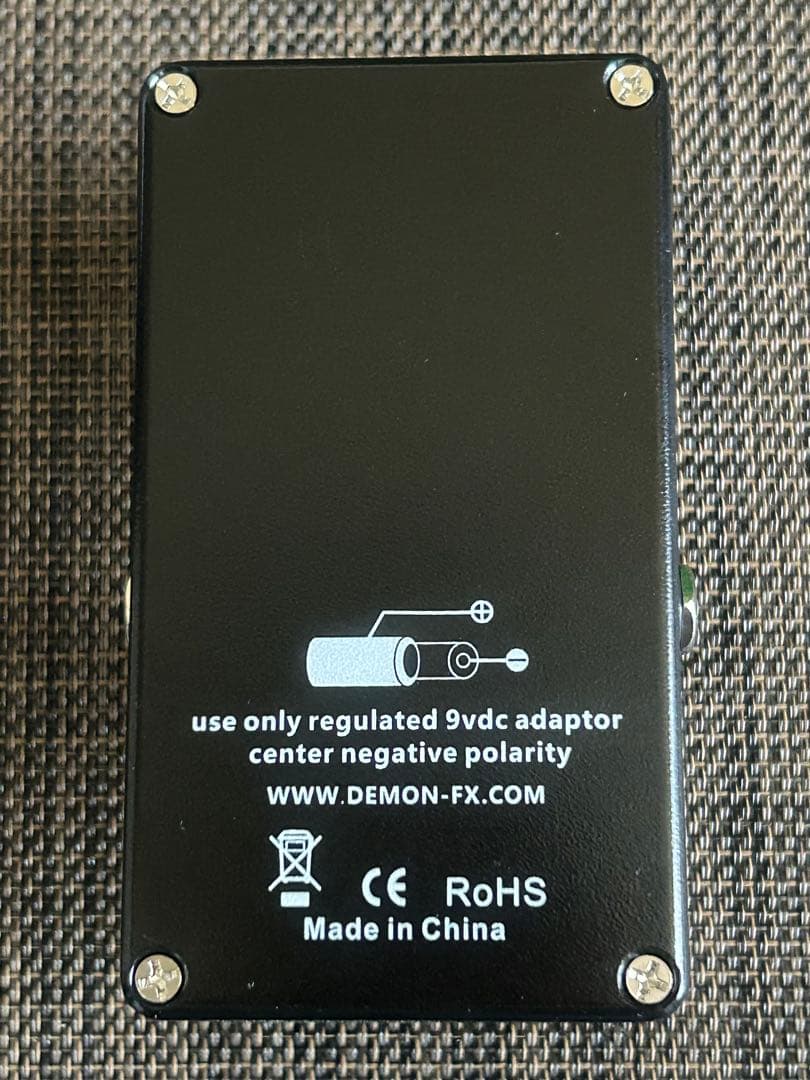 use only regulated 9vdc adaptor
center negative polarity
WWW.DEMON-FX.COM
CE RoHS
Made in China